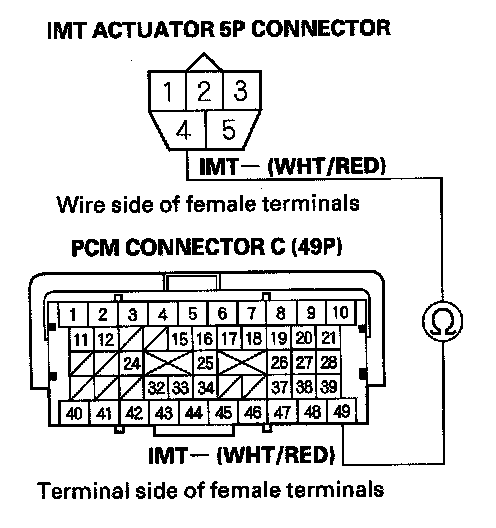 IMT ACTUATOR 5P CONNECTOR
1 2 3
4 5
IMT— (WHT/RED)
Wire side of female terminals
PCM CONNECTOR C (49P)
1 2 3 4 5 6 7 8 9 10
11 12 15 16 17 18 19 20 21
Ω
24 25 26 27 28
32 33 34 37 38 39
40 41 42 43 44 45 46 47 48 49
IMT— (WHT/RED)
Terminal side of female terminals